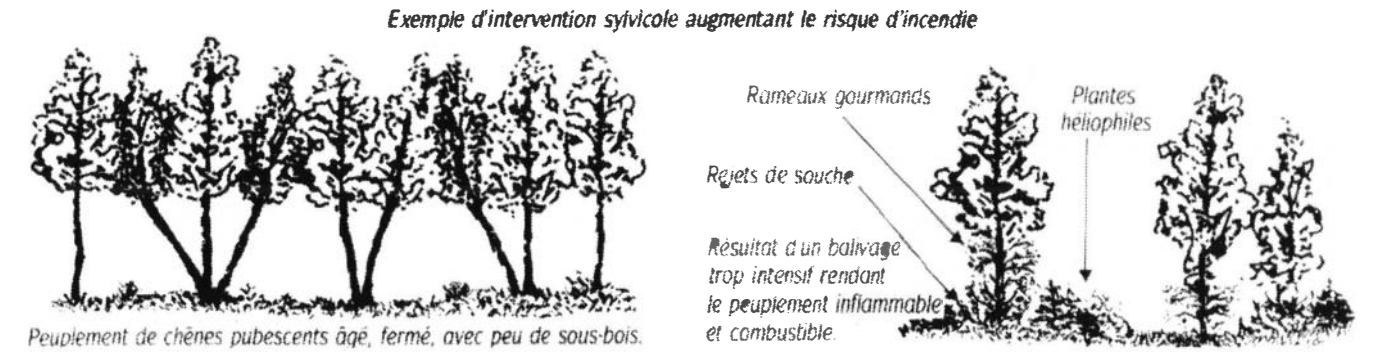 Exemple d'intervention sylvicole augmentant le risque d'incendie
Peuplement de chênes pubescents âgé, fermé, avec peu de sous-bois.
Rameaux gourmands
Plantes
héliophiles
Rejets de souche
Résultat d'un balivage
trop intensif rendant
le peuplement inflammable
et combustible.